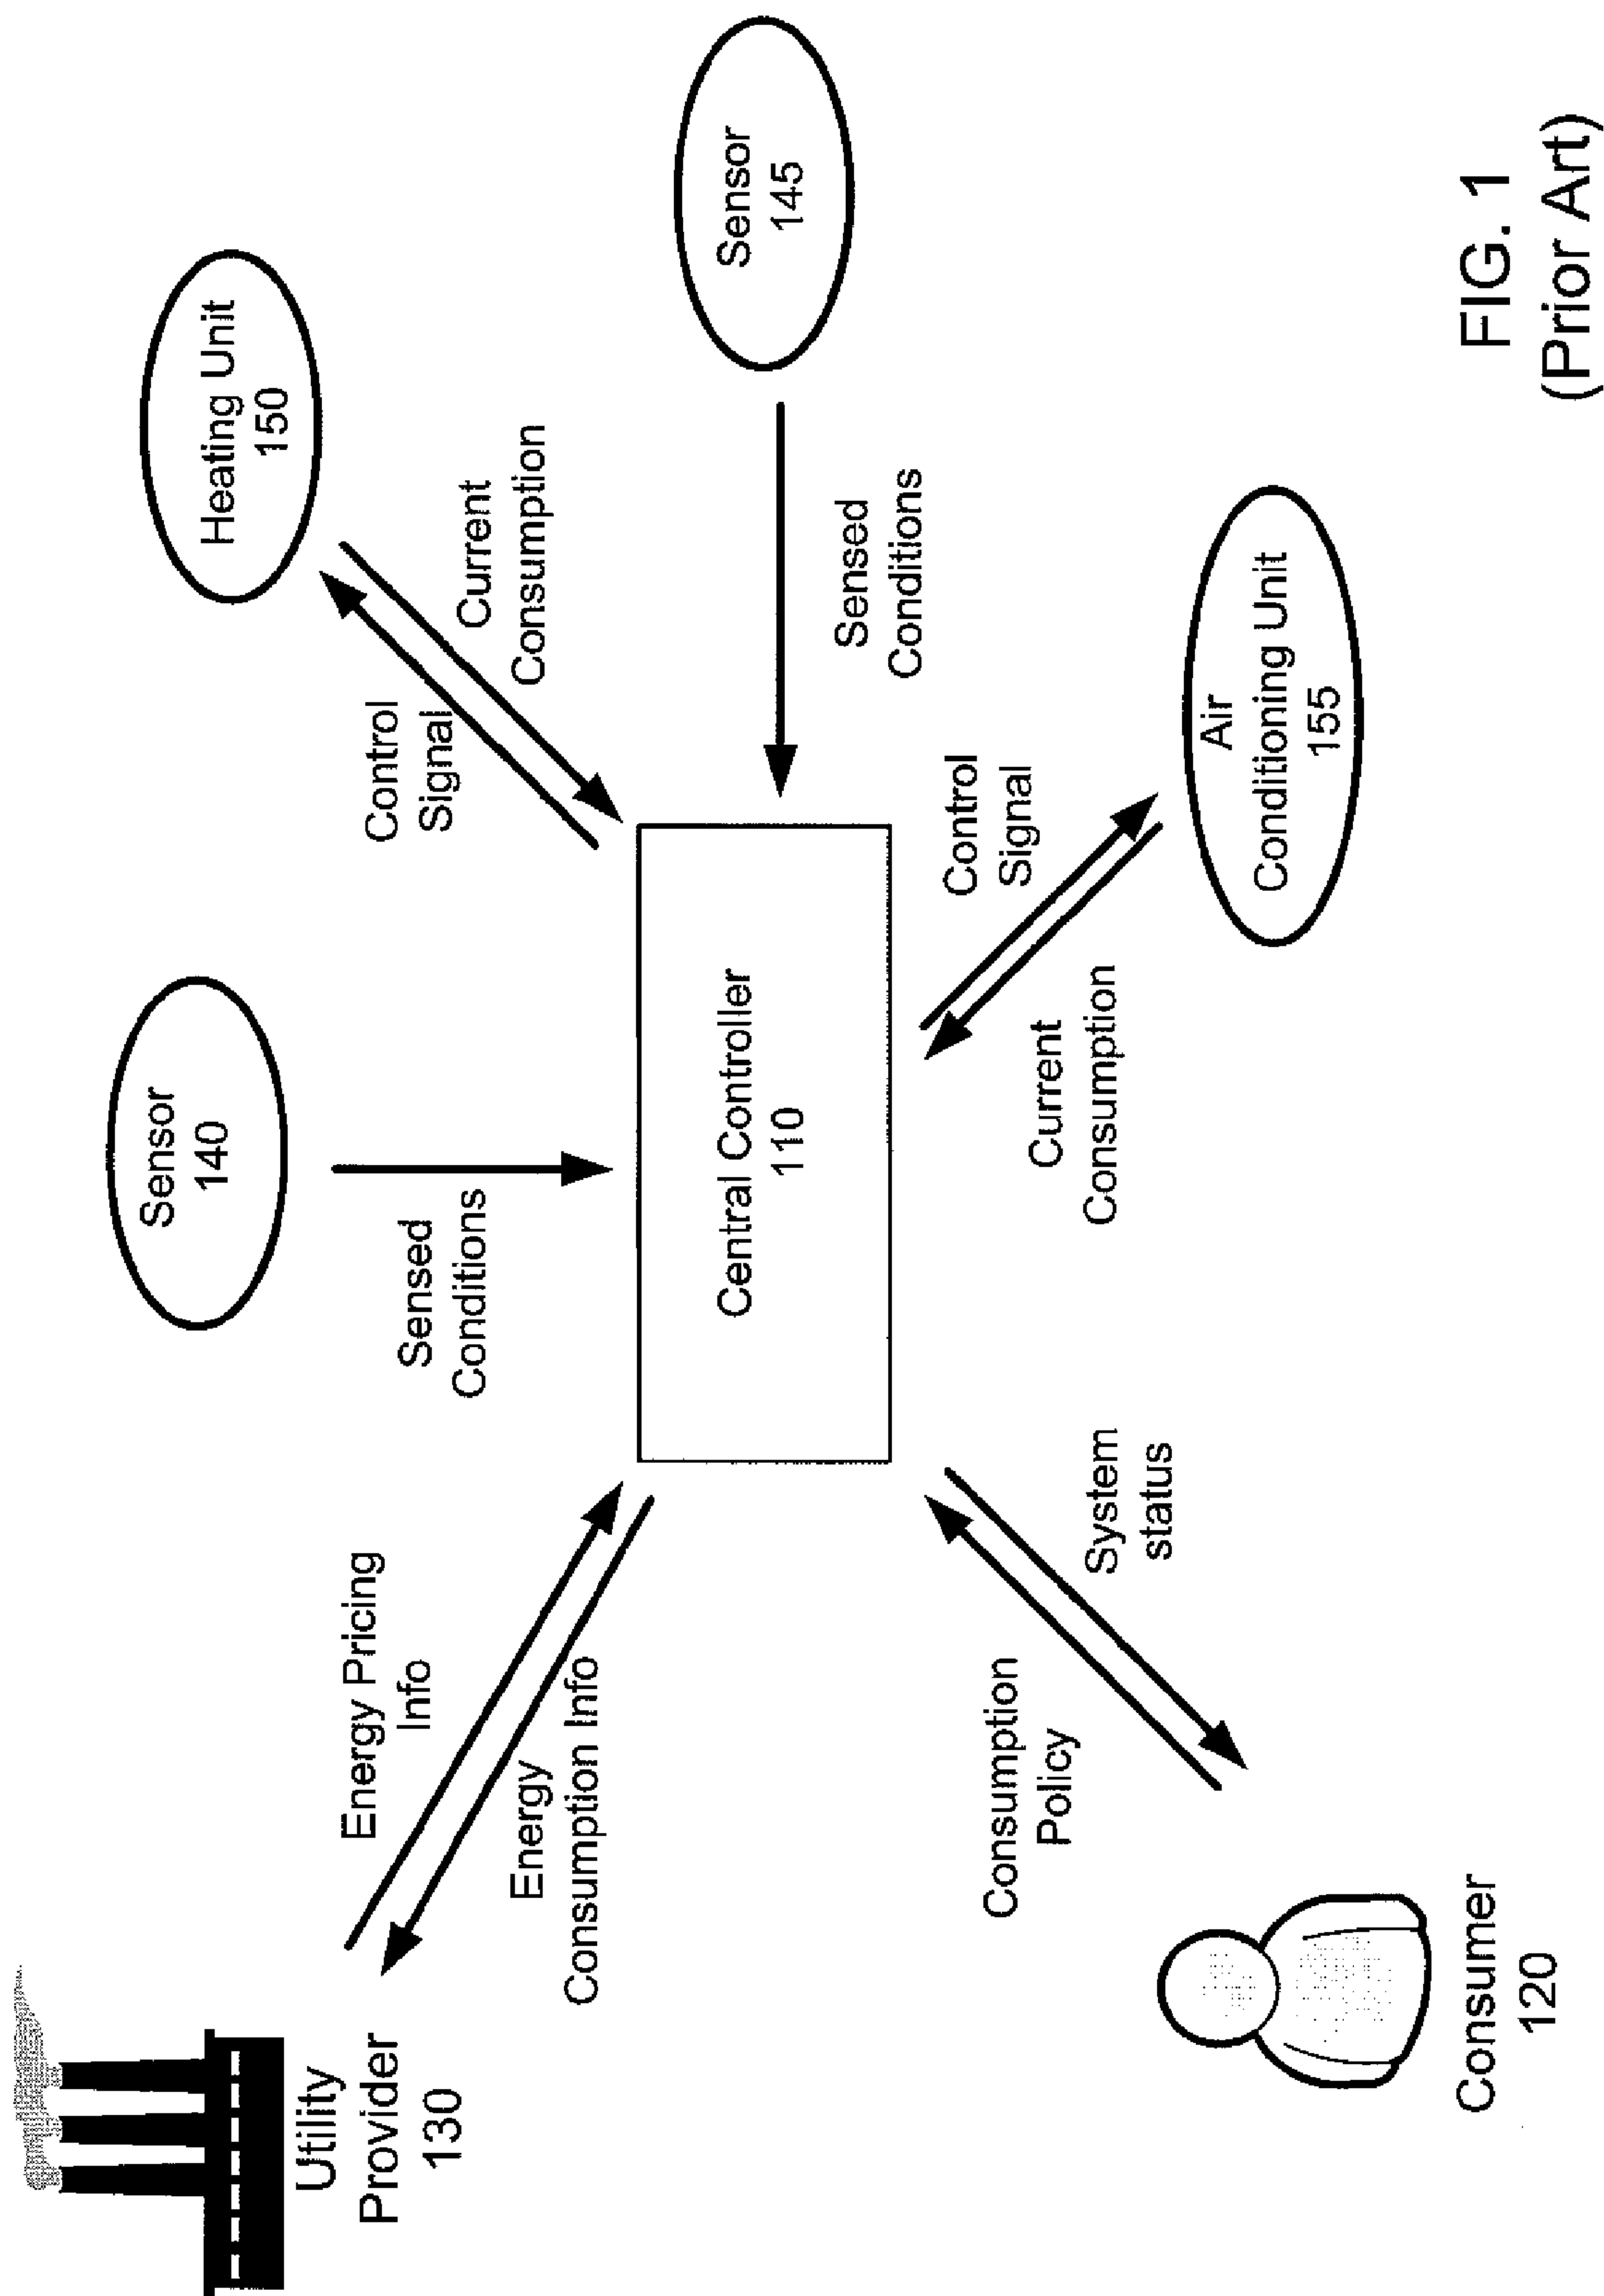 Utility
Provider
130
Energy Pricing
Info
Energy
Consumption Info
Sensor
140
Sensed
Conditions
Heating Unit
150
Control
Signal
Current
Consumption
Central Controller
110
Sensor
145
Sensed
Conditions
Consumption
Policy
System
status
Current
Consumption
Control
Signal
Air
Conditioning Unit
155
Consumer
120
FIG. 1
(Prior Art)